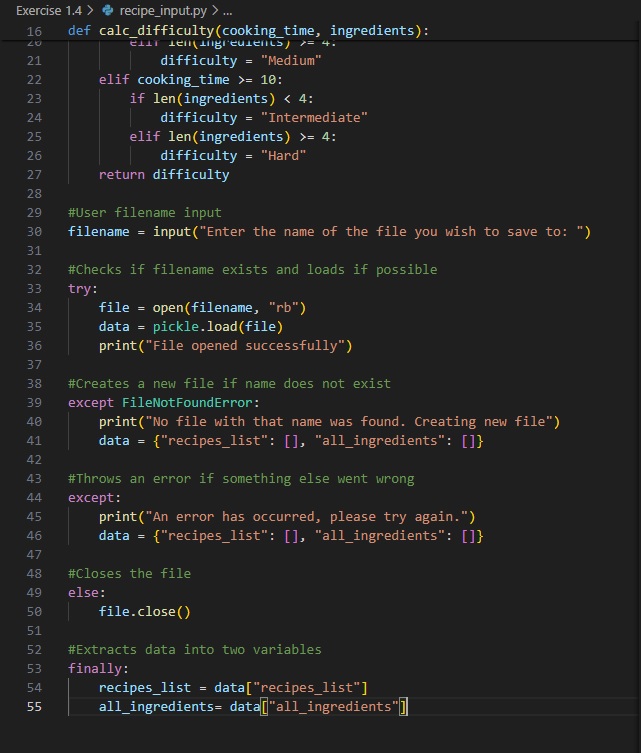 Exercise 1.4 > recipe_input.py > ...
16 def calc_difficulty(cooking_time, ingredients):
20 elif len(ingredients) >= 4:
21 difficulty = "Medium"
22 elif cooking_time >= 10:
23 if len(ingredients) < 4:
24 difficulty = "Intermediate"
25 elif len(ingredients) >= 4:
26 difficulty = "Hard"
27 return difficulty
28
29 #User filename input
30 filename = input("Enter the name of the file you wish to save to: ")
31
32 #Checks if filename exists and loads if possible
33 try:
34 file = open(filename, "rb")
35 data = pickle.load(file)
36 print("File opened successfully")
37
38 #Creates a new file if name does not exist
39 except FileNotFoundError:
40 print("No file with that name was found. Creating new file")
41 data = {"recipes_list": [], "all_ingredients": []}
42
43 #Throws an error if something else went wrong
44 except:
45 print("An error has occurred, please try again.")
46 data = {"recipes_list": [], "all_ingredients": []}
47
48 #Closes the file
49 else:
50 file.close()
51
52 #Extracts data into two variables
53 finally:
54 recipes_list = data["recipes_list"]
55 all_ingredients= data["all_ingredients"]